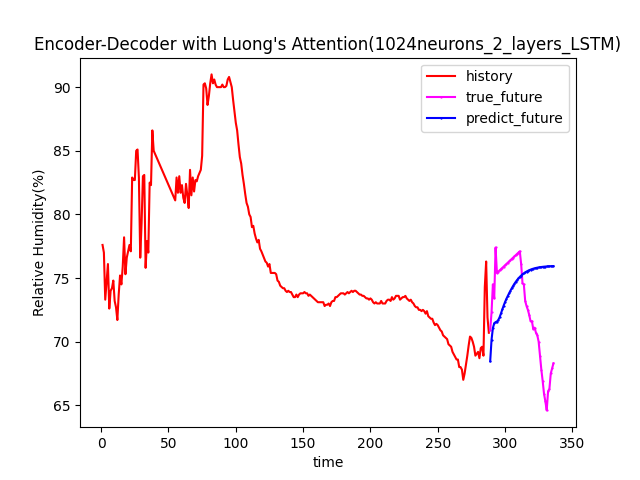 Encoder-Decoder with Luong's Attention(1024neurons_2_layers_LSTM)
history
true_future
predict_future
Relative Humidity(%)
90
85
80
75
70
65
0 50 100 150 200 250 300 350
time